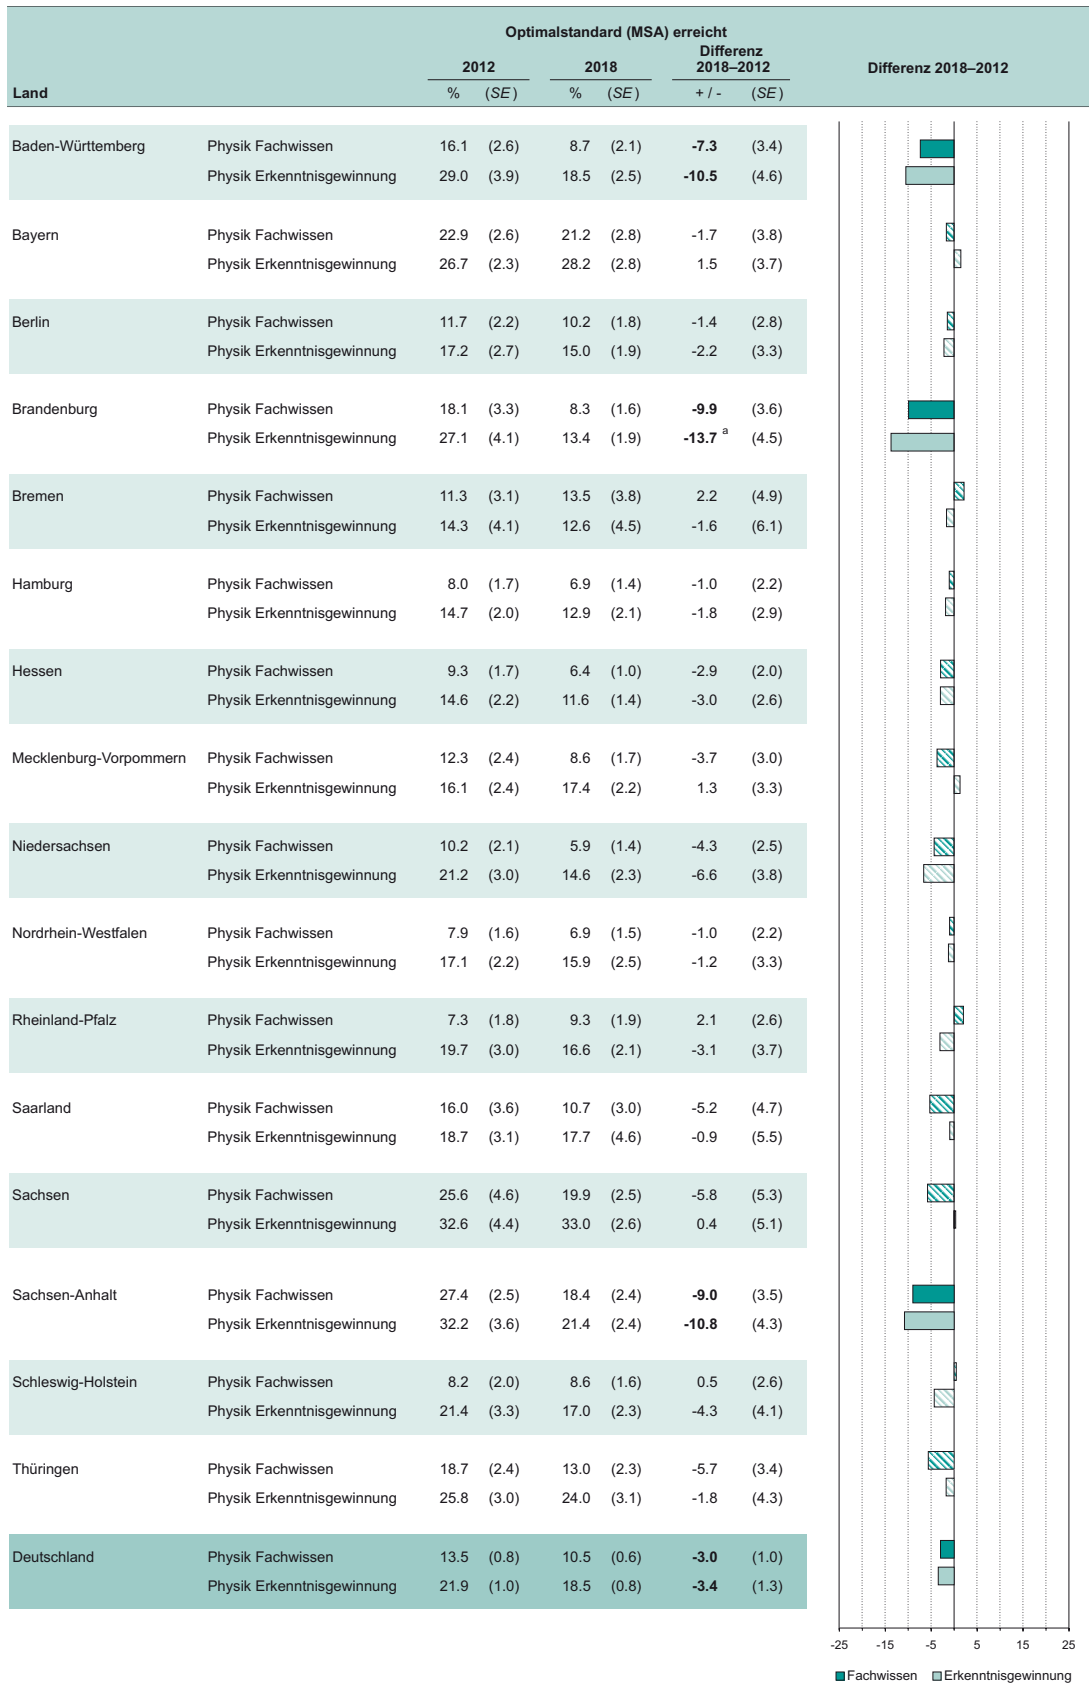 Optimalstandard (MSA) erreicht
2012 2018 Differenz 2018–2012 Differenz 2018–2012
Land % (SE) % (SE) + / - (SE)
Baden-Württemberg Physik Fachwissen 16.1 (2.6) 8.7 (2.1) -7.3 (3.4)
Physik Erkenntnisgewinnung 29.0 (3.9) 18.5 (2.5) -10.5 (4.6)
Bayern Physik Fachwissen 22.9 (2.6) 21.2 (2.8) -1.7 (3.8)
Physik Erkenntnisgewinnung 26.7 (2.3) 28.2 (2.8) 1.5 (3.7)
Berlin Physik Fachwissen 11.7 (2.2) 10.2 (1.8) -1.4 (2.8)
Physik Erkenntnisgewinnung 17.2 (2.7) 15.0 (1.9) -2.2 (3.3)
Brandenburg Physik Fachwissen 18.1 (3.3) 8.3 (1.6) -9.9 (3.6)
Physik Erkenntnisgewinnung 27.1 (4.1) 13.4 (1.9) -13.7 a (4.5)
Bremen Physik Fachwissen 11.3 (3.1) 13.5 (3.8) 2.2 (4.9)
Physik Erkenntnisgewinnung 14.3 (4.1) 12.6 (4.5) -1.6 (6.1)
Hamburg Physik Fachwissen 8.0 (1.7) 6.9 (1.4) -1.0 (2.2)
Physik Erkenntnisgewinnung 14.7 (2.0) 12.9 (2.1) -1.8 (2.9)
Hessen Physik Fachwissen 9.3 (1.7) 6.4 (1.0) -2.9 (2.0)
Physik Erkenntnisgewinnung 14.6 (2.2) 11.6 (1.4) -3.0 (2.6)
Mecklenburg-Vorpommern Physik Fachwissen 12.3 (2.4) 8.6 (1.7) -3.7 (3.0)
Physik Erkenntnisgewinnung 16.1 (2.4) 17.4 (2.2) 1.3 (3.3)
Niedersachsen Physik Fachwissen 10.2 (2.1) 5.9 (1.4) -4.3 (2.5)
Physik Erkenntnisgewinnung 21.2 (3.0) 14.6 (2.3) -6.6 (3.8)
Nordrhein-Westfalen Physik Fachwissen 7.9 (1.6) 6.9 (1.5) -1.0 (2.2)
Physik Erkenntnisgewinnung 17.1 (2.2) 15.9 (2.5) -1.2 (3.3)
Rheinland-Pfalz Physik Fachwissen 7.3 (1.8) 9.3 (1.9) 2.1 (2.6)
Physik Erkenntnisgewinnung 19.7 (3.0) 16.6 (2.1) -3.1 (3.7)
Saarland Physik Fachwissen 16.0 (3.6) 10.7 (3.0) -5.2 (4.7)
Physik Erkenntnisgewinnung 18.7 (3.1) 17.7 (4.6) -0.9 (5.5)
Sachsen Physik Fachwissen 25.6 (4.6) 19.9 (2.5) -5.8 (5.3)
Physik Erkenntnisgewinnung 32.6 (4.4) 33.0 (2.6) 0.4 (5.1)
Sachsen-Anhalt Physik Fachwissen 27.4 (2.5) 18.4 (2.4) -9.0 (3.5)
Physik Erkenntnisgewinnung 32.2 (3.6) 21.4 (2.4) -10.8 (4.3)
Schleswig-Holstein Physik Fachwissen 8.2 (2.0) 8.6 (1.6) 0.5 (2.6)
Physik Erkenntnisgewinnung 21.4 (3.3) 17.0 (2.3) -4.3 (4.1)
Thüringen Physik Fachwissen 18.7 (2.4) 13.0 (2.3) -5.7 (3.4)
Physik Erkenntnisgewinnung 25.8 (3.0) 24.0 (3.1) -1.8 (4.3)
Deutschland Physik Fachwissen 13.5 (0.8) 10.5 (0.6) -3.0 (1.0)
Physik Erkenntnisgewinnung 21.9 (1.0) 18.5 (0.8) -3.4 (1.3)
-25 -15 -5 5 15 25
Fachwissen Erkenntnisgewinnung